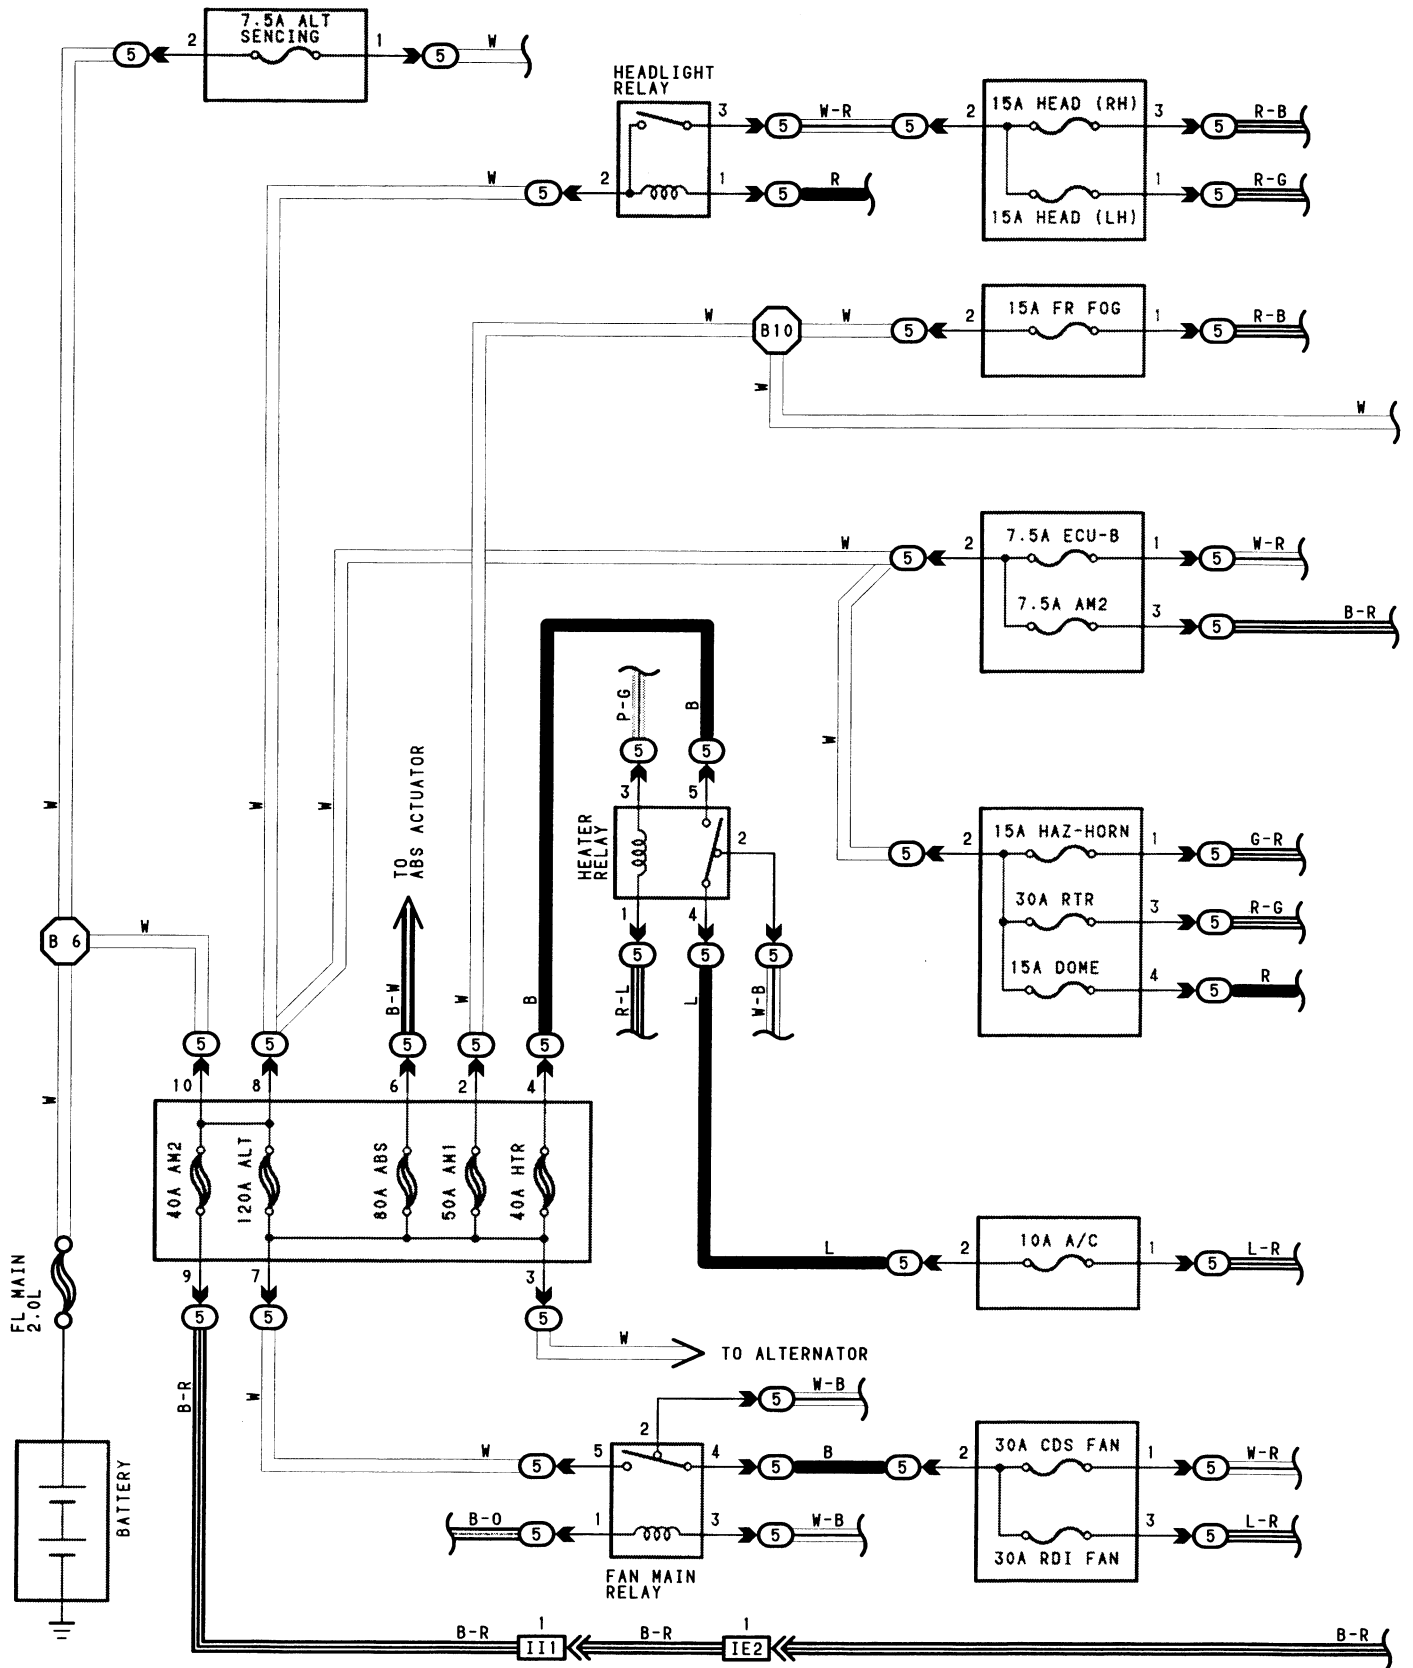 7.5A ALT
SENCING
2
1
5
5
W
HEADLIGHT
RELAY
3
5
W-R
5
2
15A HEAD (RH)
3
5
R-B
W
5
2
1
5
R
15A HEAD (LH)
1
5
R-G
W
B10
W
5
2
15A FR FOG
1
5
R-B
W
W
W
5
2
7.5A ECU-B
1
5
W-R
7.5A AM2
3
5
B-R
P-G
B
5
5
3
5
W
W
W
W
TO
ABS ACTUATOR
HEATER
RELAY
2
1
4
5
5
5
R-L
L
W-B
5
2
15A HAZ-HORN
1
5
G-R
30A RTR
3
5
R-G
15A DOME
4
5
R
B 6
W
W
B-W
W
B
5
5
5
5
5
10
8
6
2
4
40A AM2
120A ALT
80A ABS
50A AM1
40A HTR
9
7
3
5
5
5
FL MAIN
2.0L
L
5
2
10A A/C
1
5
L-R
W
TO ALTERNATOR
B-R
W
5
W-B
W
5
5
2
4
5
B
5
2
30A CDS FAN
1
5
W-R
B-O
5
1
3
5
W-B
30A RDI FAN
3
5
L-R
FAN MAIN
RELAY
BATTERY
B-R
1
II1
B-R
1
IE2
B-R